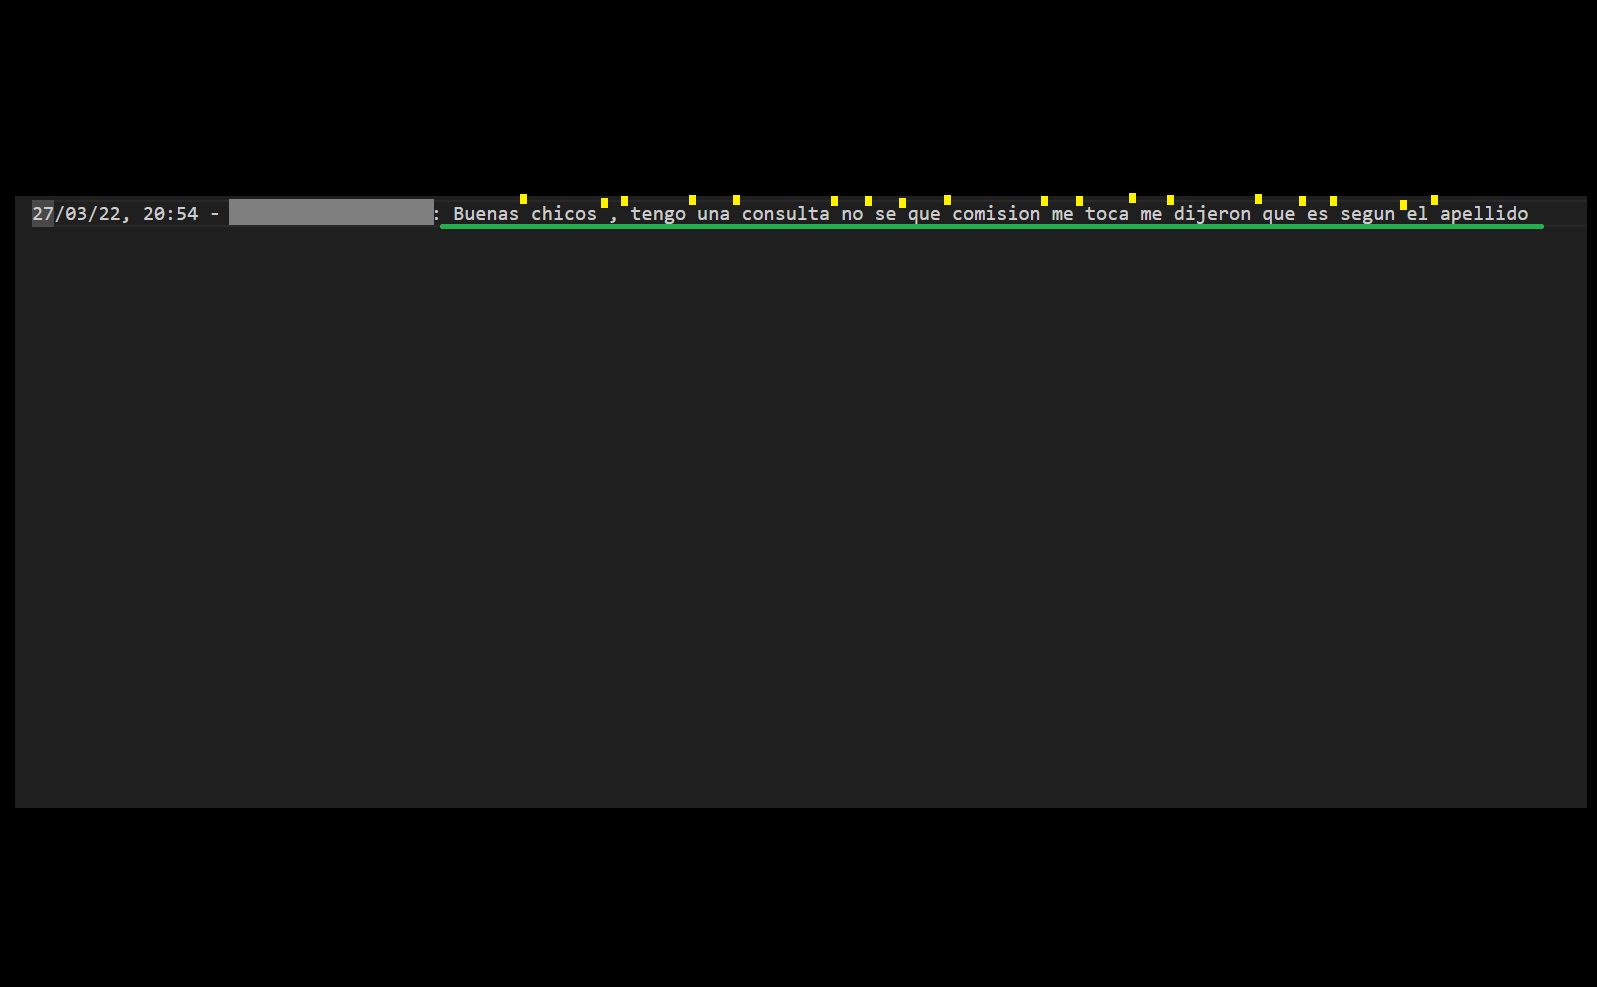 27/03/22, 20:54 - : Buenas chicos , tengo una consulta no se que comision me toca me dijeron que es segun el apellido